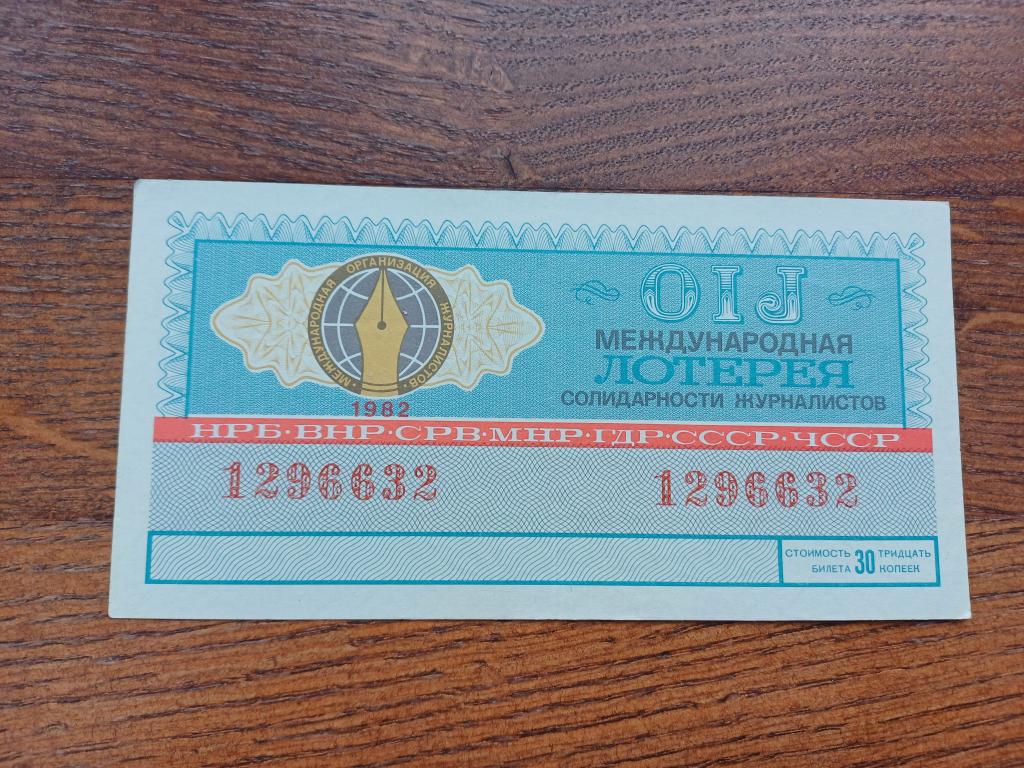 OIJ
МЕЖДУНАРОДНАЯ
ЛОТЕРЕЯ
СОЛИДАРНОСТИ ЖУРНАЛИСТОВ
МЕЖДУНАРОДНАЯ ОРГАНИЗАЦИЯ ЖУРНАЛИСТОВ
1982
НРБ·ВНР·СРВ·МНР·ГДР·СССР·ЧССР
1296632 1296632
СТОИМОСТЬ БИЛЕТА 30 ТРИДЦАТЬ КОПЕЕК